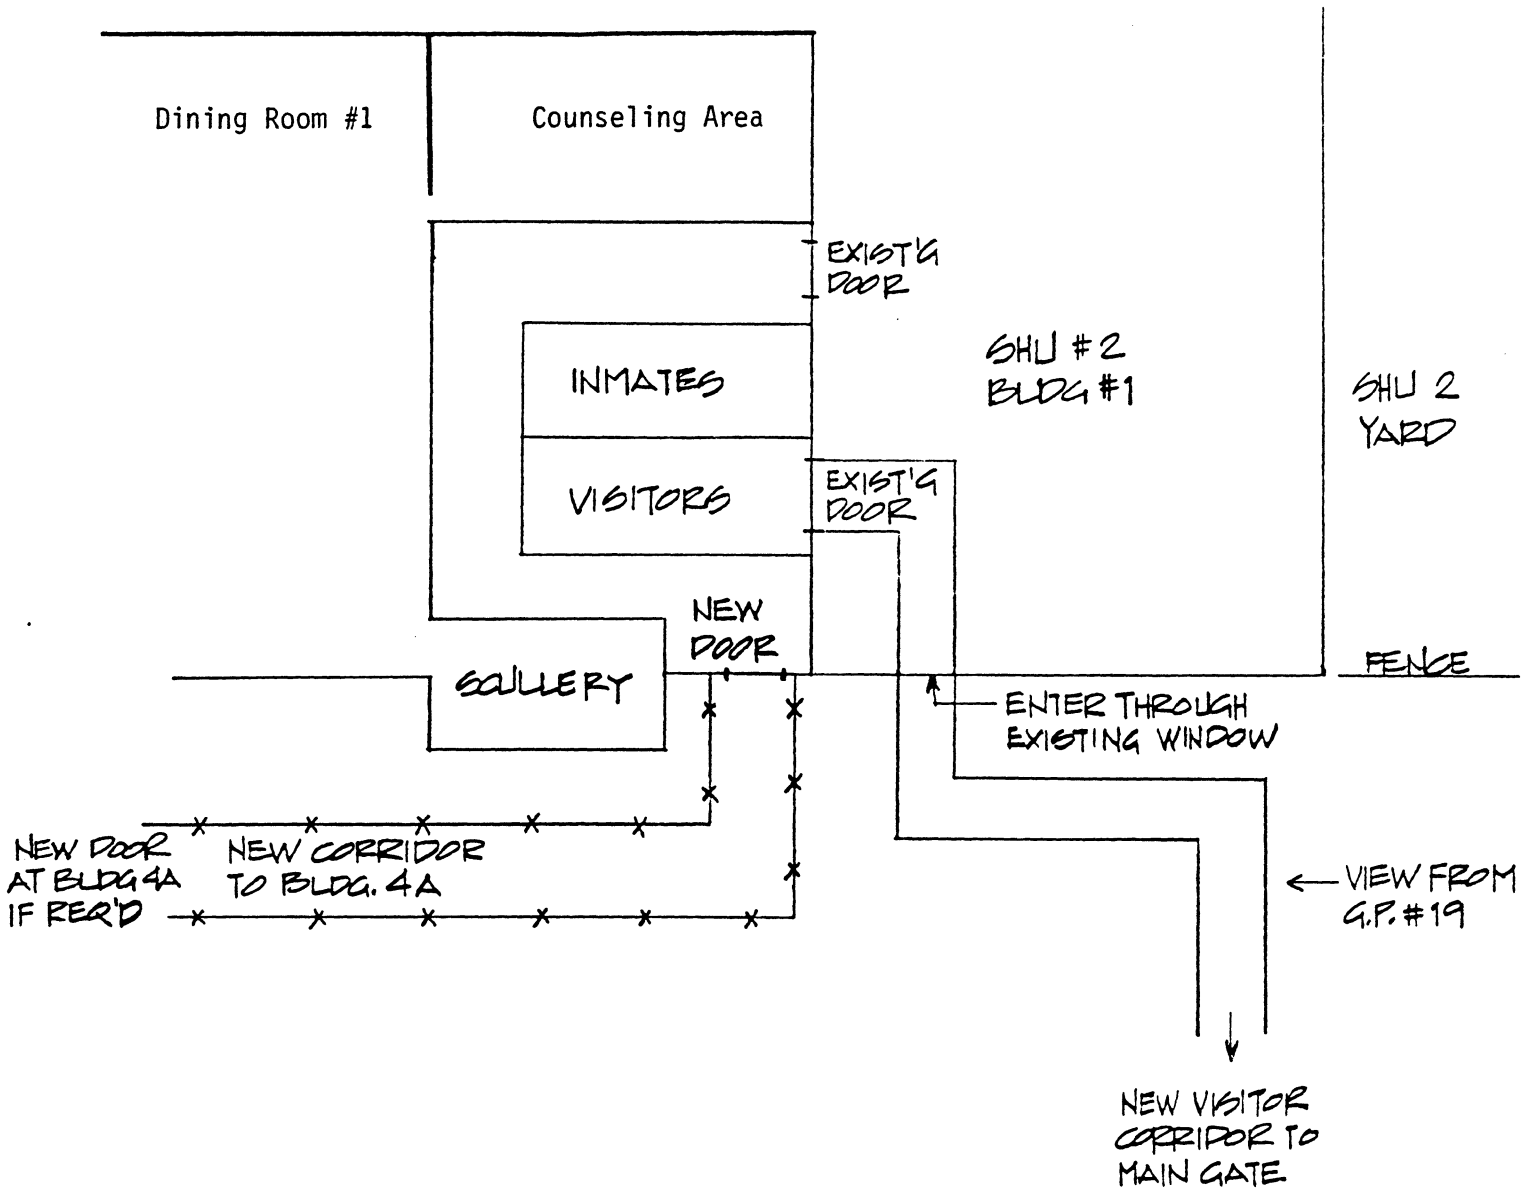 Dining Room #1
Counseling Area
EXIST'G
DOOR
INMATES
SHU #2
BLDG #1
SHU 2
YARD
VISITORS
EXIST'G
DOOR
NEW
DOOR
SCULLERY
FENCE
ENTER THROUGH
EXISTING WINDOW
NEW DOOR
AT BLDG 4A
IF REQ'D
NEW CORRIDOR
TO BLDG. 4A
VIEW FROM
G.P. #19
NEW VISITOR
CORRIDOR TO
MAIN GATE